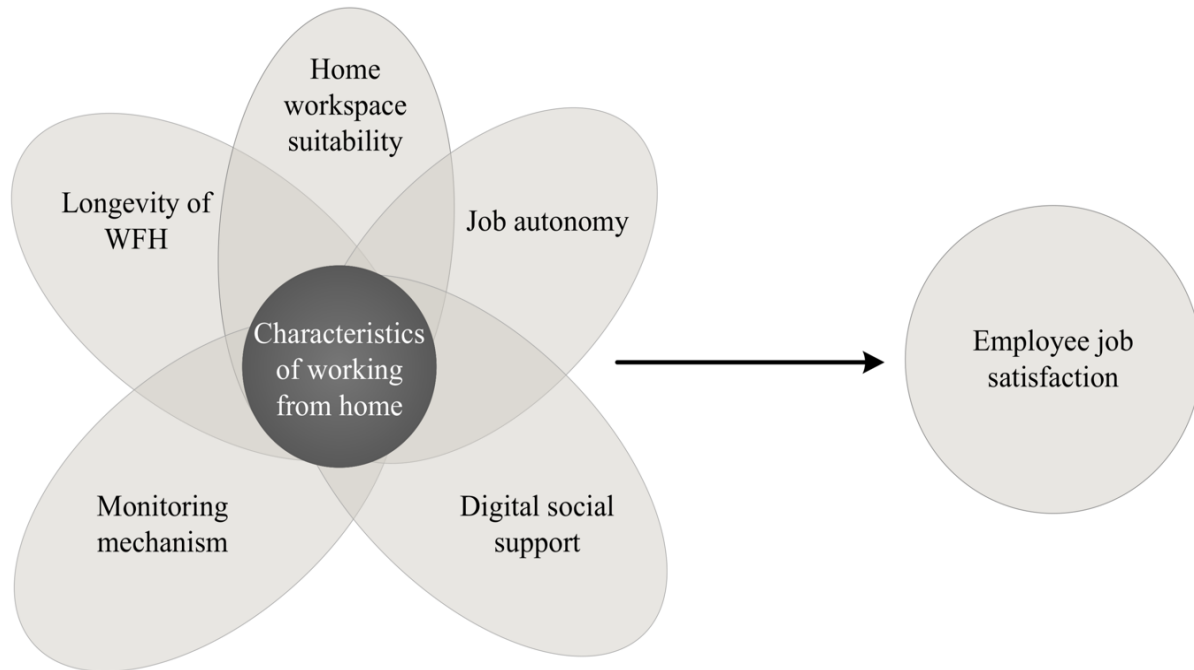 Home
workspace
suitability
Longevity of
WFH
Job autonomy
Characteristics
of working
from home
Employee job
satisfaction
Monitoring
mechanism
Digital social
support